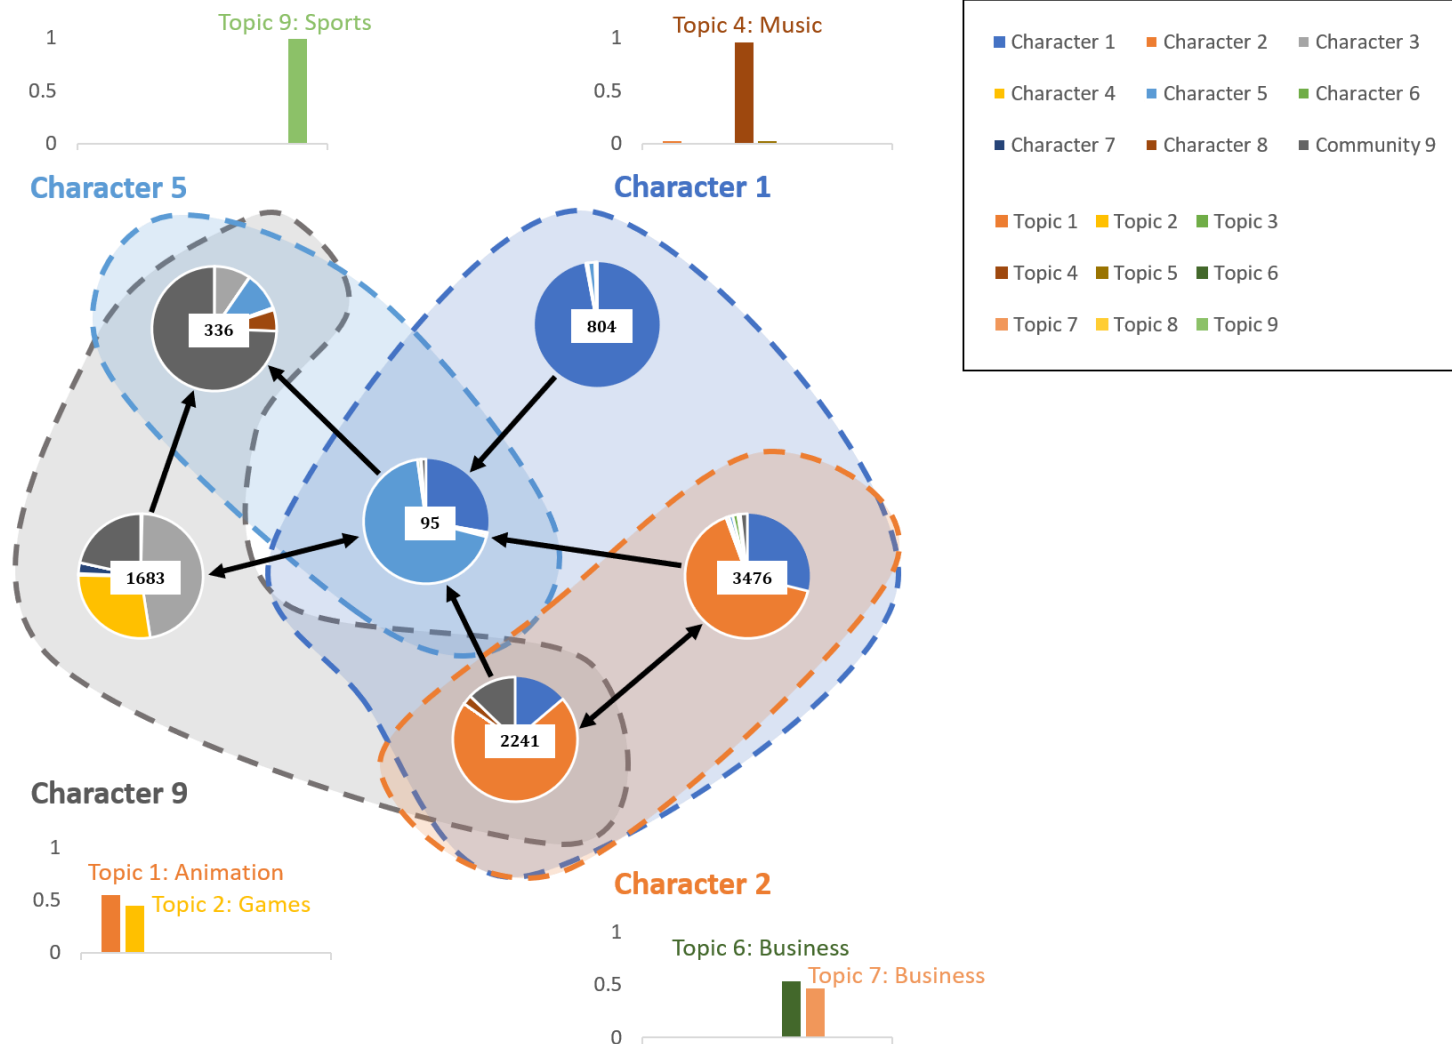 Topic 9: Sports
1
0.5
0
Topic 4: Music
1
0.5
0
Character 1 Character 2 Character 3
Character 4 Character 5 Character 6
Character 7 Character 8 Community 9
Topic 1 Topic 2 Topic 3
Topic 4 Topic 5 Topic 6
Topic 7 Topic 8 Topic 9
Character 5
Character 1
336
804
95
1683
3476
2241
Character 9
1
Topic 1: Animation
0.5
Topic 2: Games
0
Character 2
1
Topic 6: Business
Topic 7: Business
0.5
0